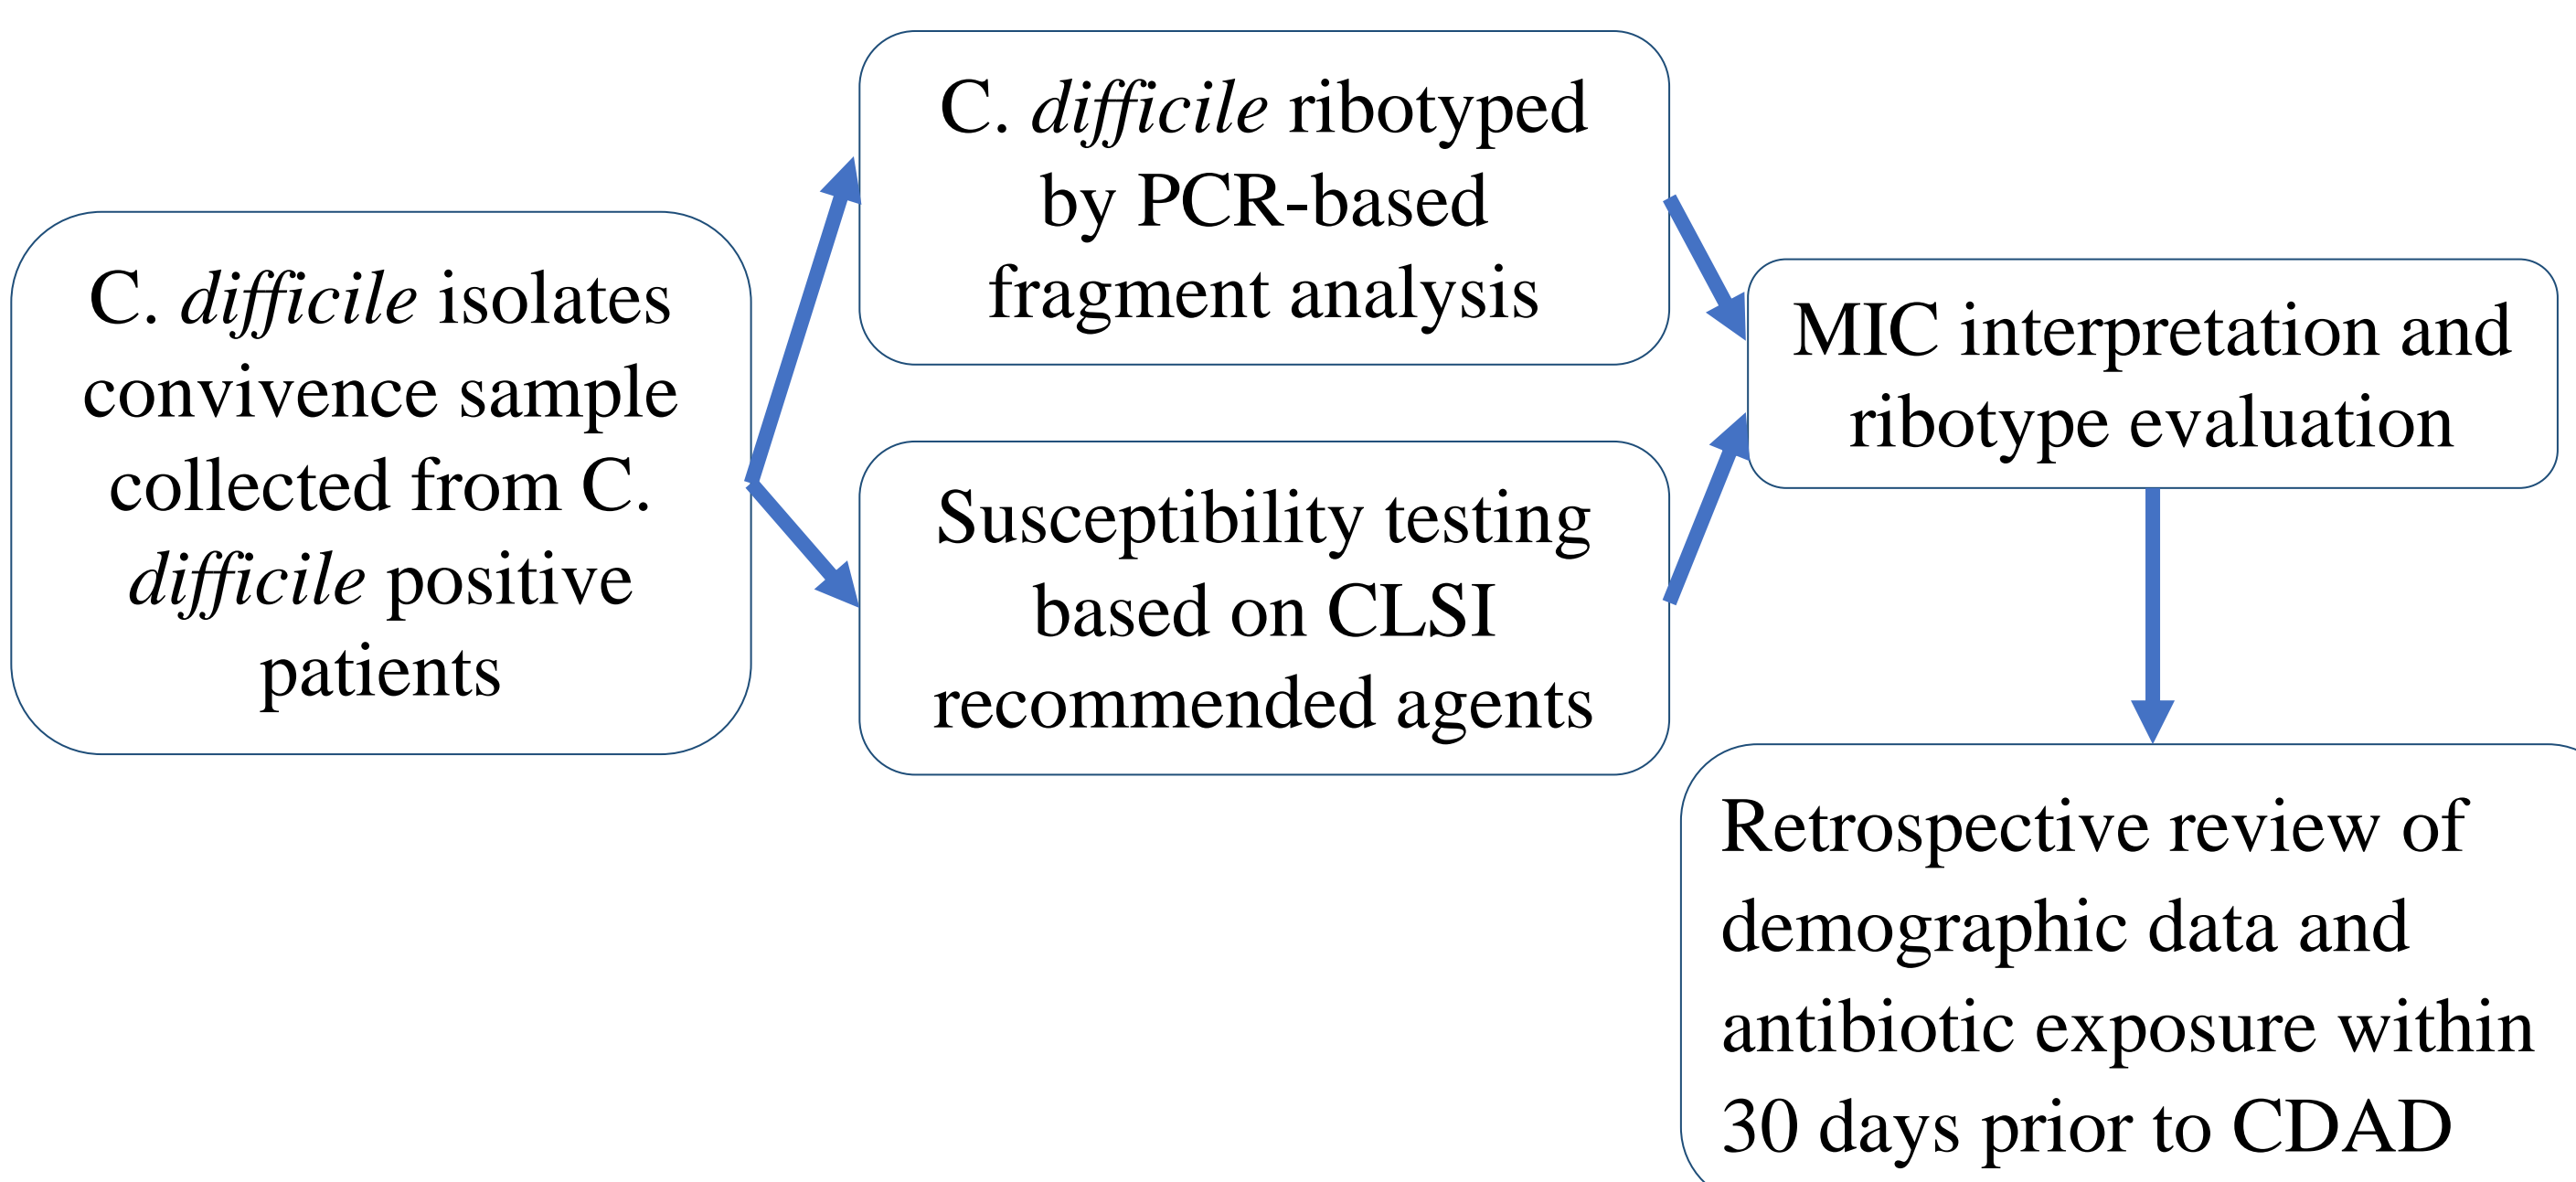 C. difficile isolates
convivence sample
collected from C.
difficile positive
patients
C. difficile ribotyped
by PCR-based
fragment analysis
Susceptibility testing
based on CLSI
recommended agents
MIC interpretation and
ribotype evaluation
Retrospective review of
demographic data and
antibiotic exposure within
30 days prior to CDAD